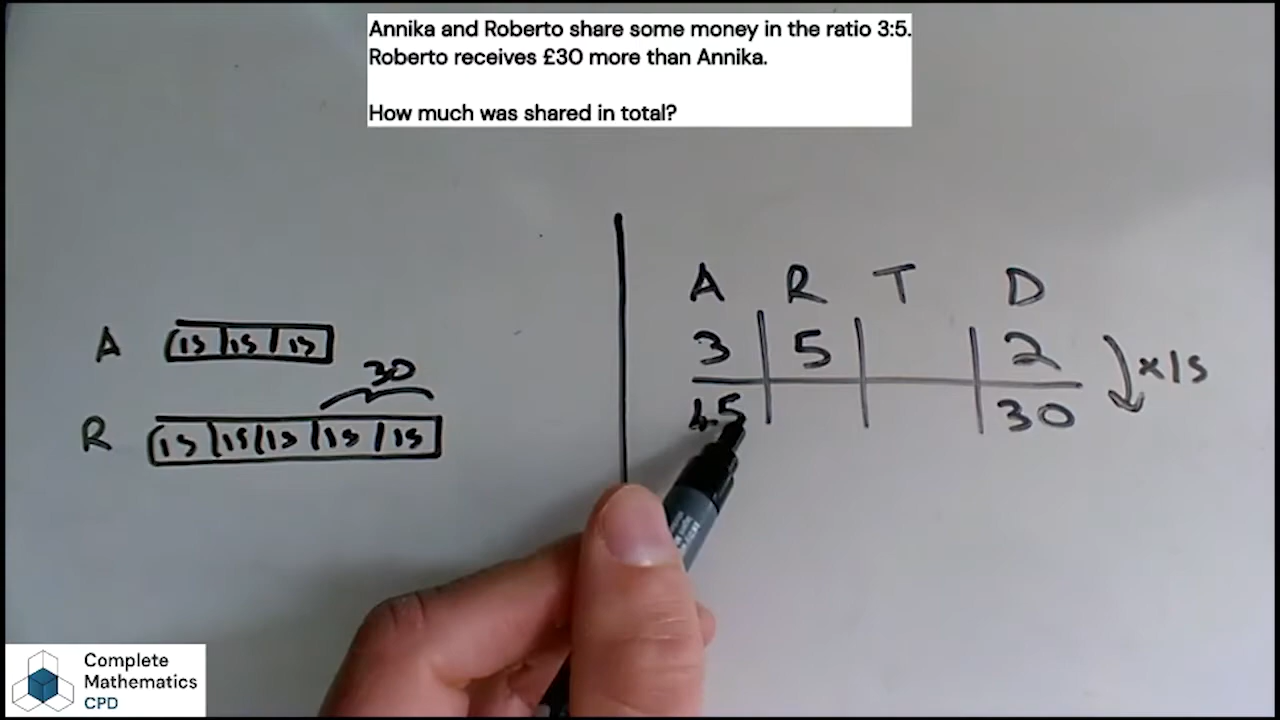 Annika and Roberto share some money in the ratio 3:5.
Roberto receives £30 more than Annika.
How much was shared in total?
A 15 15 15
30
R 15 15 15 15 15
A R T D
3 5 2
×15
45 30
Complete
Mathematics
CPD